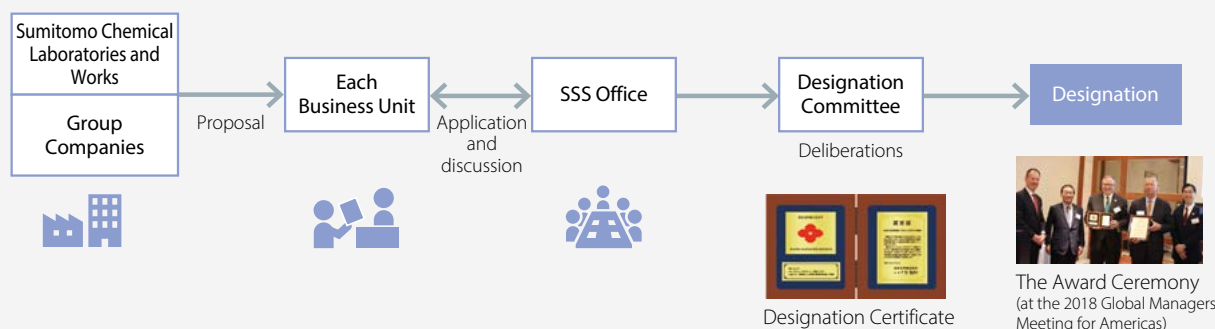 Sumitomo Chemical
Laboratories and
Works
Group
Companies
Proposal
Each
Business Unit
Application
and
discussion
SSS Office
Designation
Committee
Deliberations
Designation
Designation Certificate
The Award Ceremony
(at the 2018 Global Managers
Meeting for Americas)